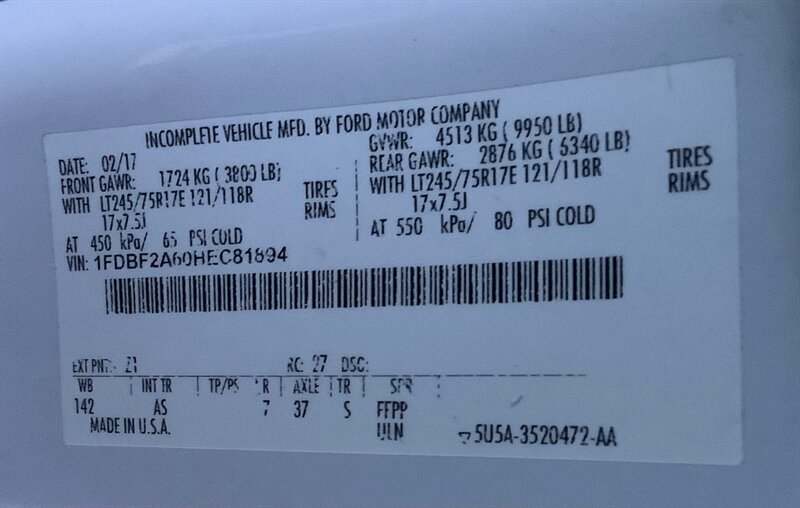 INCOMPLETE VEHICLE MFD. BY FORD MOTOR COMPANY
DATE: 02/17 GVWR: 4513 KG ( 9950 LB)
FRONT GAWR: 1724 KG ( 3800 LB) REAR GAWR: 2876 KG ( 6340 LB)
WITH LT245/75R17E 121/118R TIRES WITH LT245/75R17E 121/118R TIRES
17x7.5J RIMS 17x7.5J RIMS
AT 450 kPa/ 65 PSI COLD AT 550 kPa/ 80 PSI COLD
VIN: 1FDBF2A60HEC81894
EXT PNT: Z1 RC: 27 DSO:
WB INT TR TP/PS R AXLE TR SPR
142 AS 7 37 S FFPP
MADE IN U.S.A. ULN 5U5A-3520472-AA